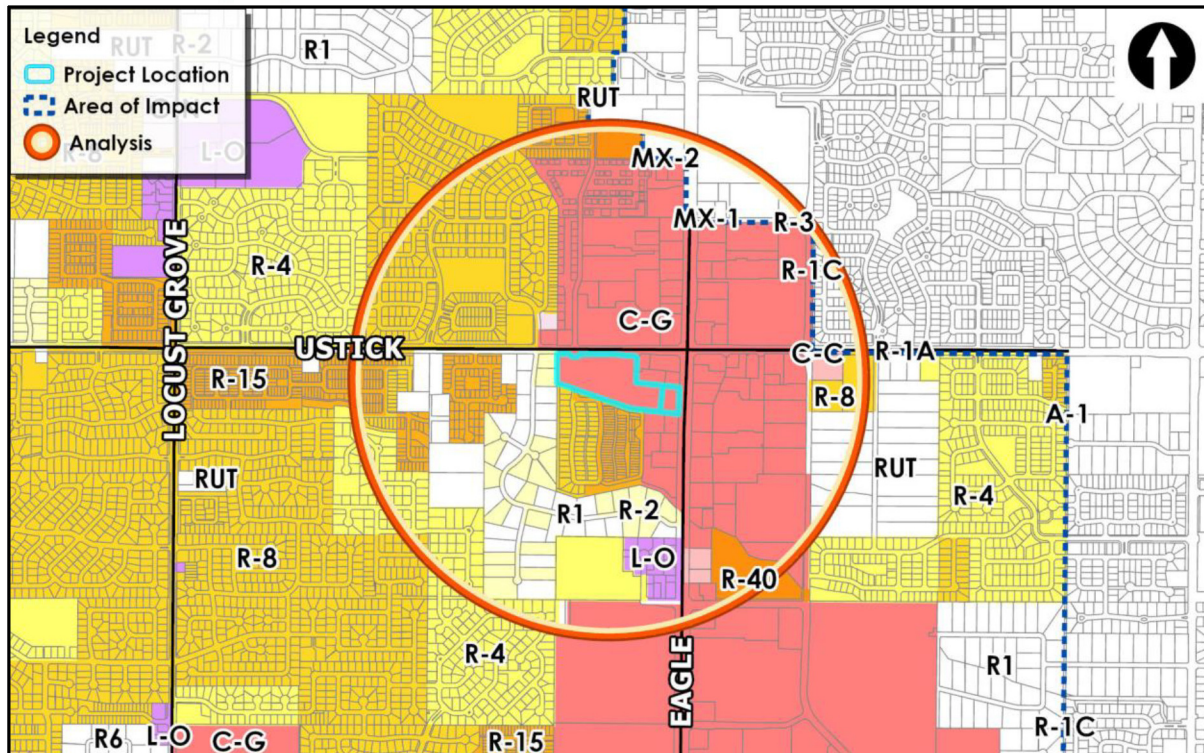 Legend
RUT R-2
Project Location
Area of Impact
Analysis
R-8
L-O
R1
RUT
MX-2
MX-1
R-3
R-4
R-1C
LOCUST GROVE
C-G
USTICK
C-C
R-1A
R-15
R-8
A-1
RUT
RUT
R-4
R1
R-2
R-8
L-O
R-40
R-4
EAGLE
R1
R-1C
R6
L-O
C-G
R-15